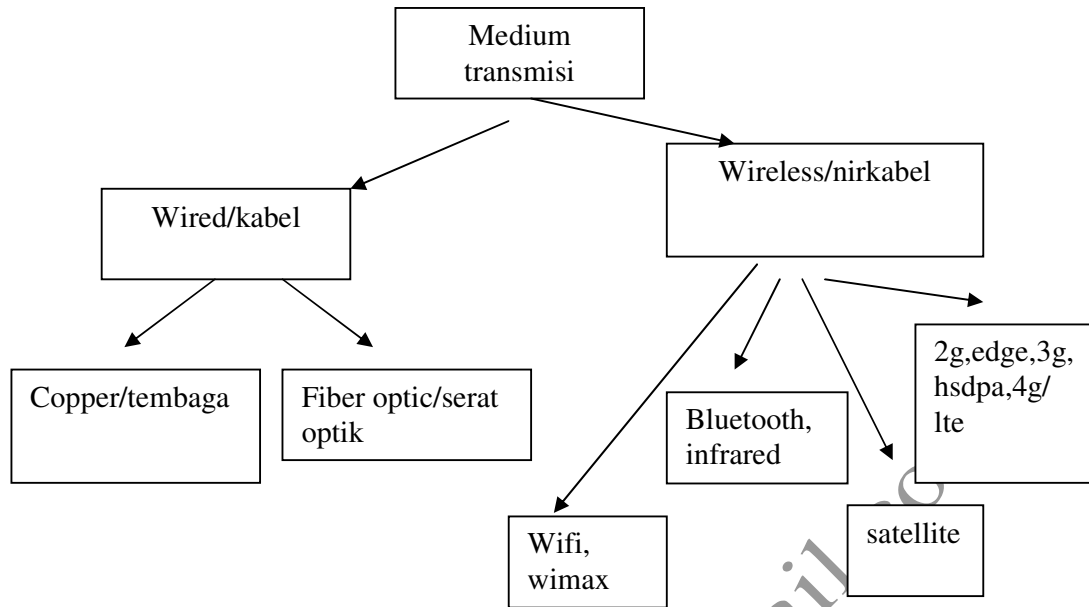 Medium
transmisi
Wireless/nirkabel
Wired/kabel
Copper/tembaga
Fiber optic/serat
optik
Bluetooth,
infrared
2g,edge,3g,
hsdpa,4g/
lte
Wifi,
wimax
satellite